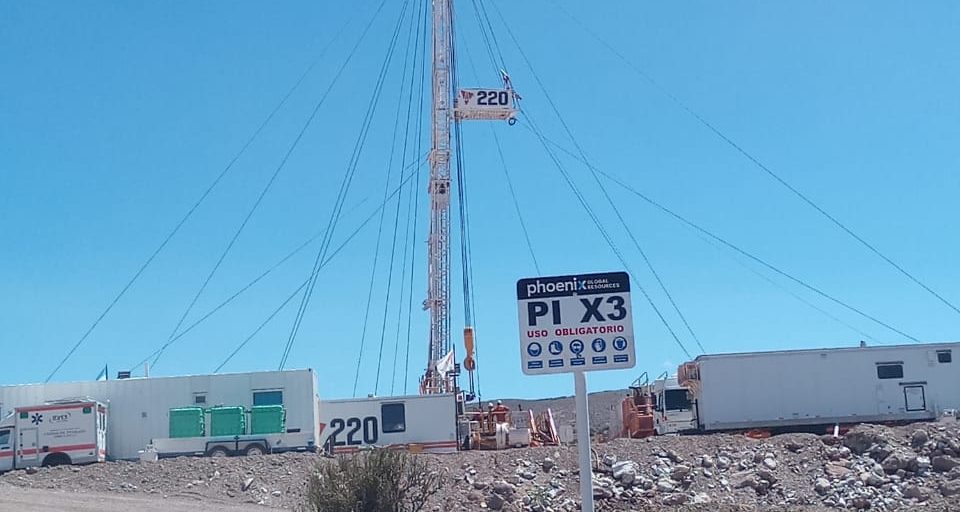 220
phoenix GLOBAL
RESOURCES
PI X3
USO OBLIGATORIO
220